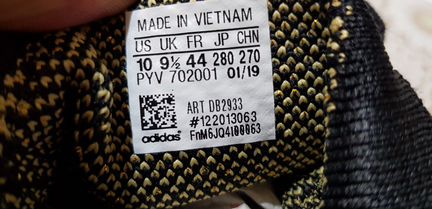 MADE IN VIETNAM
US UK FR JP CHN
10 9½ 44 280 270
PYV 702001 01/19
ART DB2933
#122013063
adidas FnM6JQ4I00063